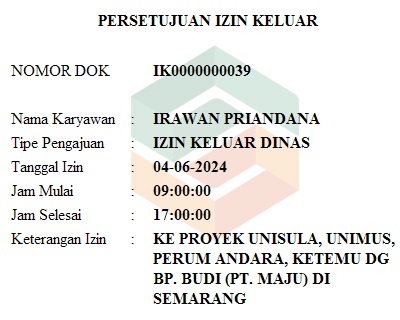 PERSETUJUAN IZIN KELUAR
NOMOR DOK IK0000000039
Nama Karyawan : IRAWAN PRIANDANA
Tipe Pengajuan : IZIN KELUAR DINAS
Tanggal Izin : 04-06-2024
Jam Mulai : 09:00:00
Jam Selesai : 17:00:00
Keterangan Izin : KE PROYEK UNISULA, UNIMUS,
PERUM ANDARA, KETEMU DG
BP. BUDI (PT. MAJU) DI
SEMARANG